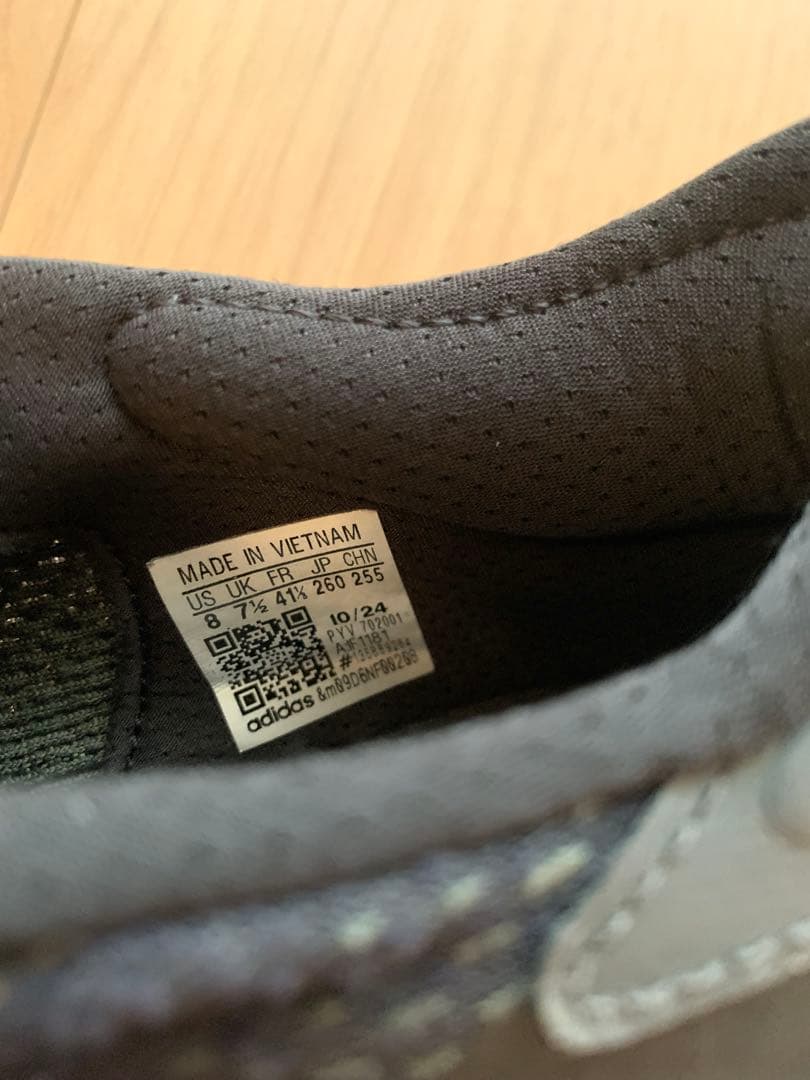 MADE IN VIETNAM
US UK FR JP CHN
8 7½ 41⅓ 260 255
10/24
PYV 702001
#
adidas